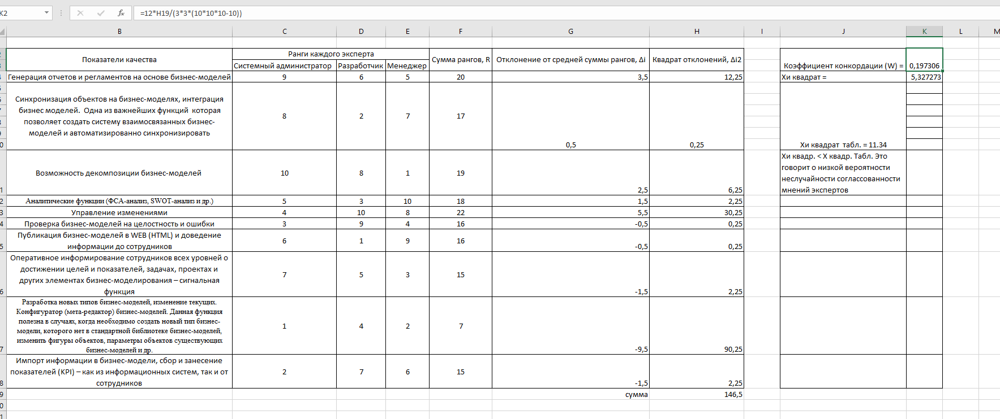 K2
fx
=12*H19/(3*3*(10*10*10-10))
B C D E F G H I J K L M
Показатели качества
Ранги каждого эксперта
Системный администратор Разработчик Менеджер
Сумма рангов, R
Отклонение от средней суммы рангов, Δi
Квадрат отклонений, Δi2
Коэффициент конкордации (W) = 0,197306
Генерация отчетов и регламентов на основе бизнес-моделей 9 6 5 20 3,5 12,25
Хи квадрат = 5,327273
Синхронизация объектов на бизнес-моделях, интеграция
бизнес моделей. Одна из важнейших функций которая
позволяет создать систему взаимосвязанных бизнес-
моделей и автоматизированно синхронизировать
8 2 7 17 0,5 0,25
Хи квадрат табл. = 11.34
Возможность декомпозиции бизнес-моделей 10 8 1 19 2,5 6,25
Хи квадр. < Х квадр. Табл. Это
говорит о низкой вероятности
неслучайности соглассованности
мнений экспертов
Аналитические функции (ФСА-анализ, SWOT-анализ и др.) 5 3 10 18 1,5 2,25
Управление изменениями 4 10 8 22 5,5 30,25
Проверка бизнес-моделей на целостность и ошибки 3 9 4 16 -0,5 0,25
Публикация бизнес-моделей в WEB (HTML) и доведение
информации до сотрудников
6 1 9 16 -0,5 0,25
Оперативное информирование сотрудников всех уровней о
достижении целей и показателей, задачах, проектах и
других элементах бизнес-моделирования – сигнальная
функция
7 5 3 15 -1,5 2,25
Разработка новых типов бизнес-моделей, изменение текущих.
Конфигуратор (мета-редактор) бизнес-моделей. Данная функция
полезна в случаях, когда необходимо создать новый тип бизнес-
модели, которого нет в стандартной библиотеке бизнес-моделей,
изменить фигуры объектов, параметры объектов существующих
бизнес-моделей и др.
1 4 2 7 -9,5 90,25
Импорт информации в бизнес-модели, сбор и занесение
показателей (KPI) – как из информационных систем, так и от
сотрудников
2 7 6 15 -1,5 2,25
сумма 146,5